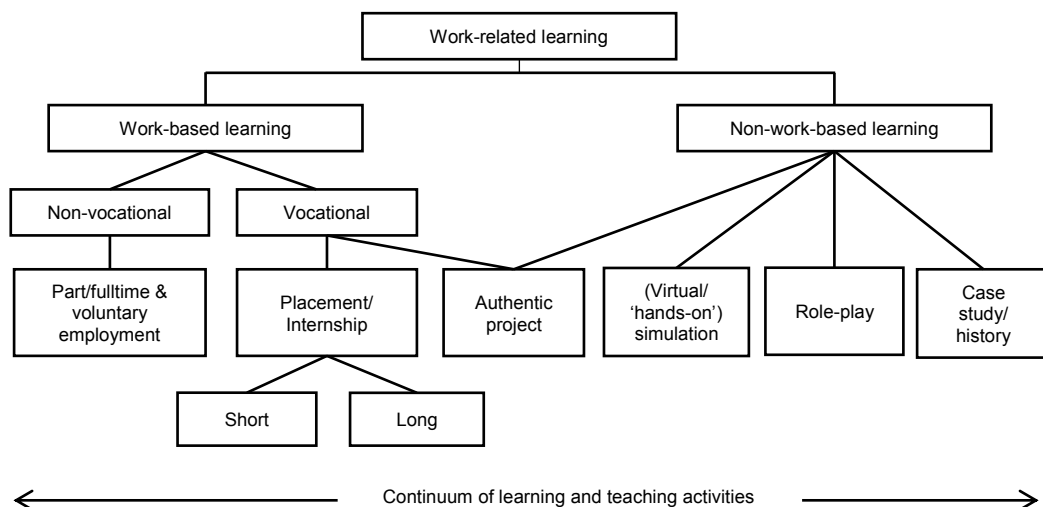 Work-related learning
Work-based learning
Non-work-based learning
Non-vocational
Vocational
Part/fulltime &
voluntary
employment
Placement/
Internship
Authentic
project
(Virtual/
‘hands-on’)
simulation
Role-play
Case
study/
history
Short
Long
Continuum of learning and teaching activities